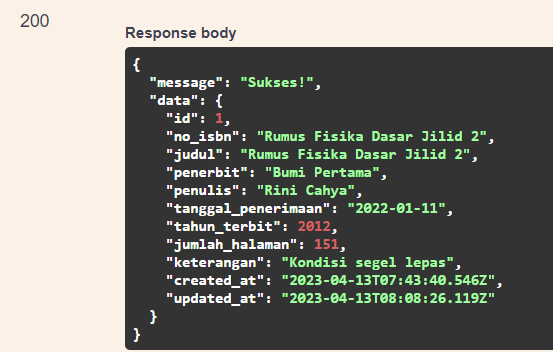 200
Response body
{
  "message": "Sukses!",
  "data": {
    "id": 1,
    "no_isbn": "Rumus Fisika Dasar Jilid 2",
    "judul": "Rumus Fisika Dasar Jilid 2",
    "penerbit": "Bumi Pertama",
    "penulis": "Rini Cahya",
    "tanggal_penerimaan": "2022-01-11",
    "tahun_terbit": 2012,
    "jumlah_halaman": 151,
    "keterangan": "Kondisi segel lepas",
    "created_at": "2023-04-13T07:43:40.546Z",
    "updated_at": "2023-04-13T08:08:26.119Z"
  }
}